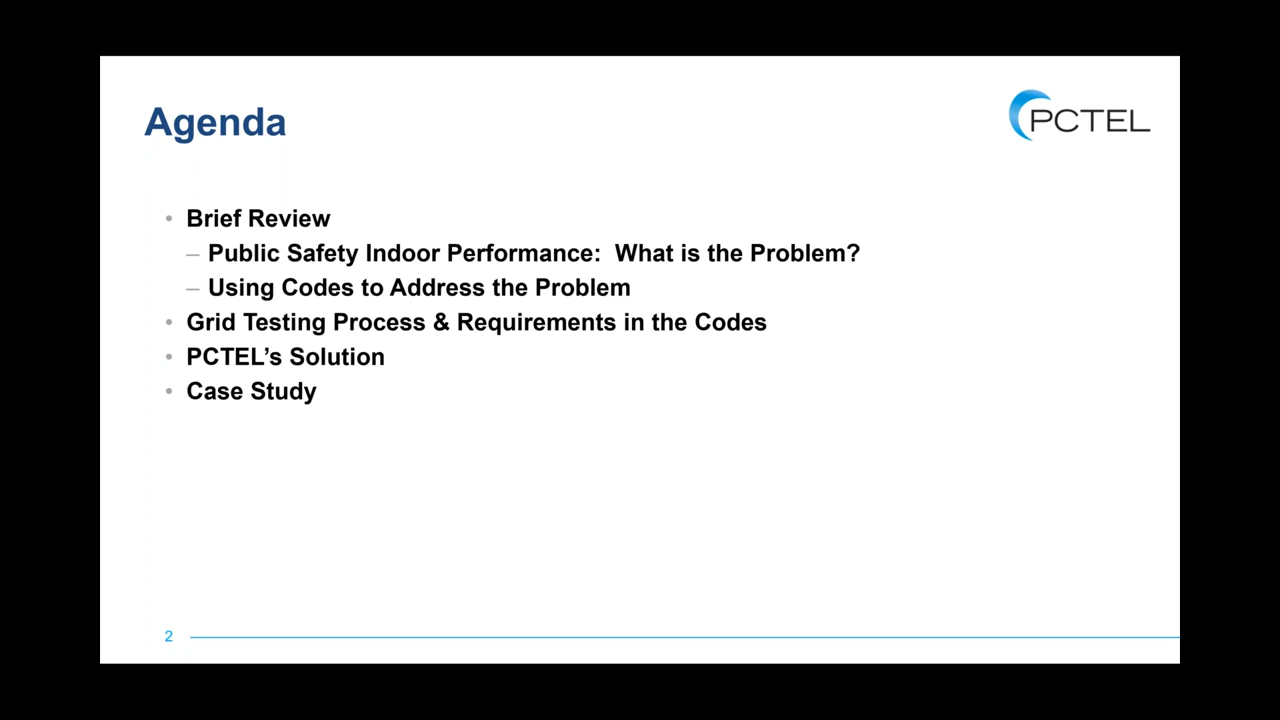 Agenda
PCTEL
• Brief Review
– Public Safety Indoor Performance:  What is the Problem?
– Using Codes to Address the Problem
• Grid Testing Process & Requirements in the Codes
• PCTEL’s Solution
• Case Study
2